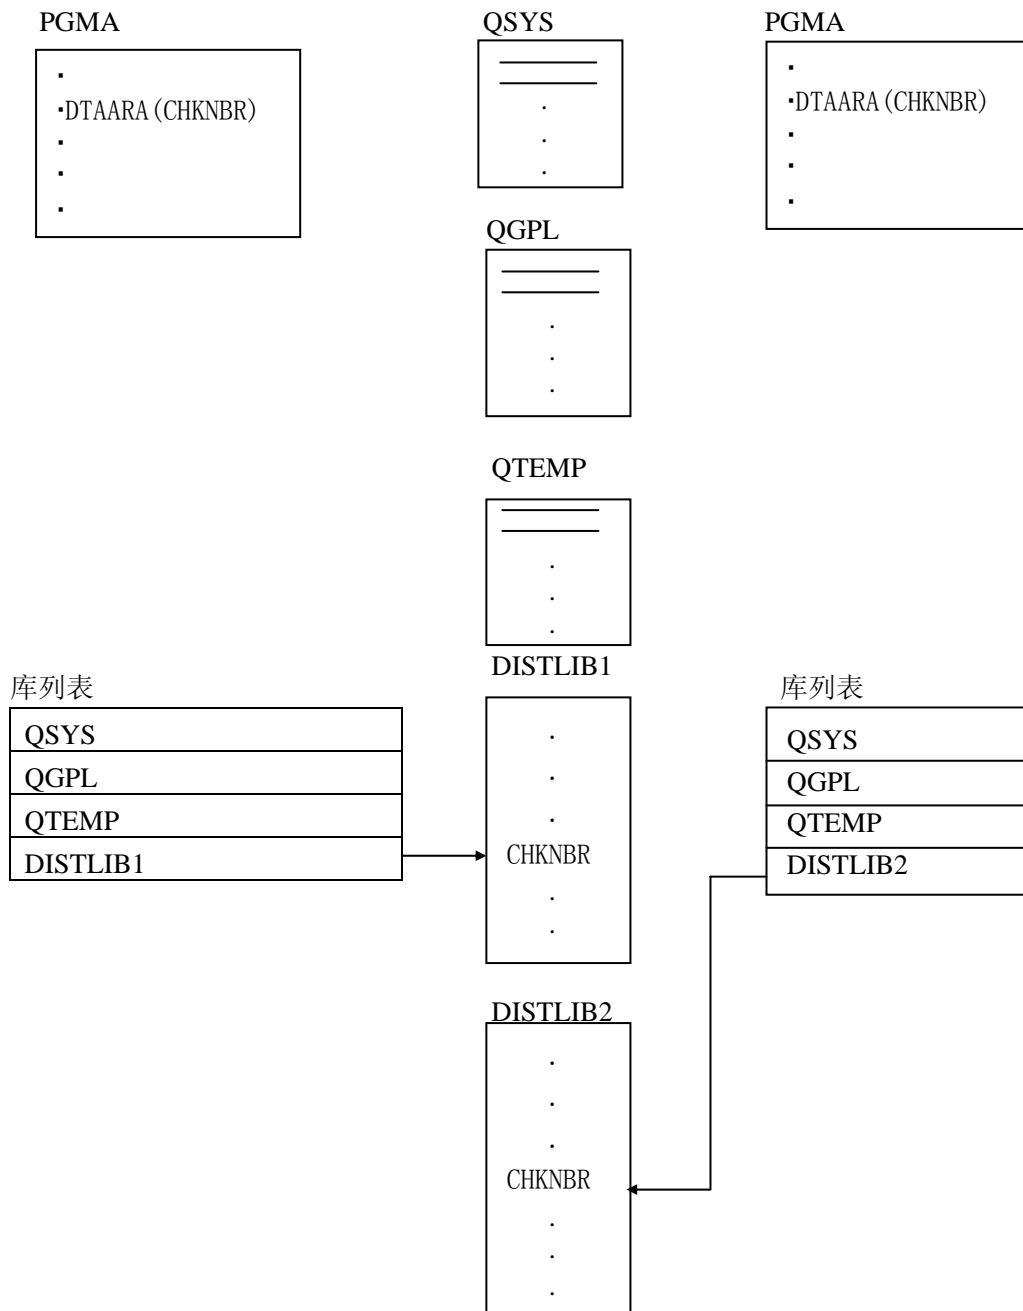 PGMA
·DTAARA(CHKNBR)
QSYS
PGMA
·DTAARA(CHKNBR)
QGPL
QTEMP
DISTLIB1
库列表
QSYS
QGPL
QTEMP
DISTLIB1
CHKNBR
库列表
QSYS
QGPL
QTEMP
DISTLIB2
DISTLIB2
CHKNBR